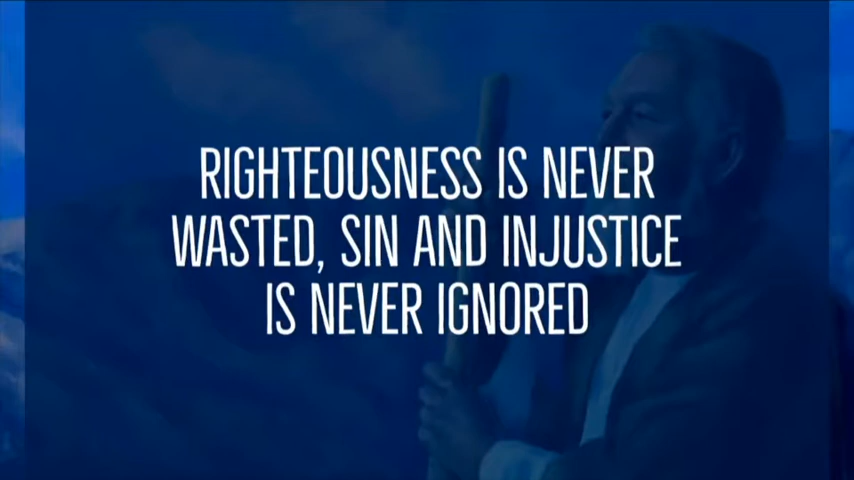 RIGHTEOUSNESS IS NEVER
WASTED, SIN AND INJUSTICE
IS NEVER IGNORED